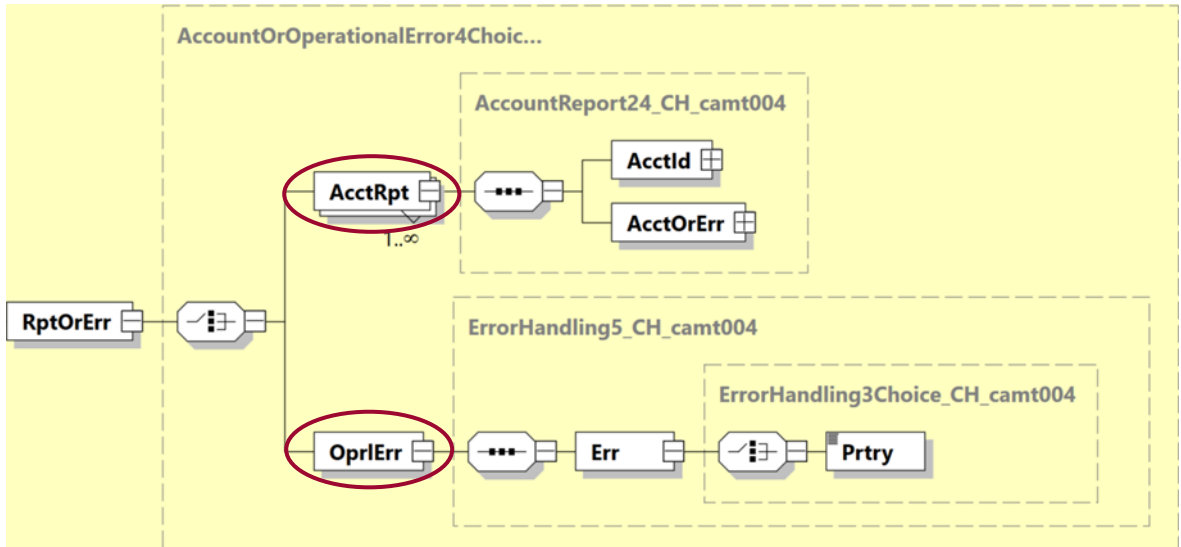 AccountOrOperationalError4Choic...
AccountReport24_CH_camt004
AcctId
AcctRpt
AcctOrErr
1..∞
RptOrErr
ErrorHandling5_CH_camt004
ErrorHandling3Choice_CH_camt004
OprlErr
Err
Prtry